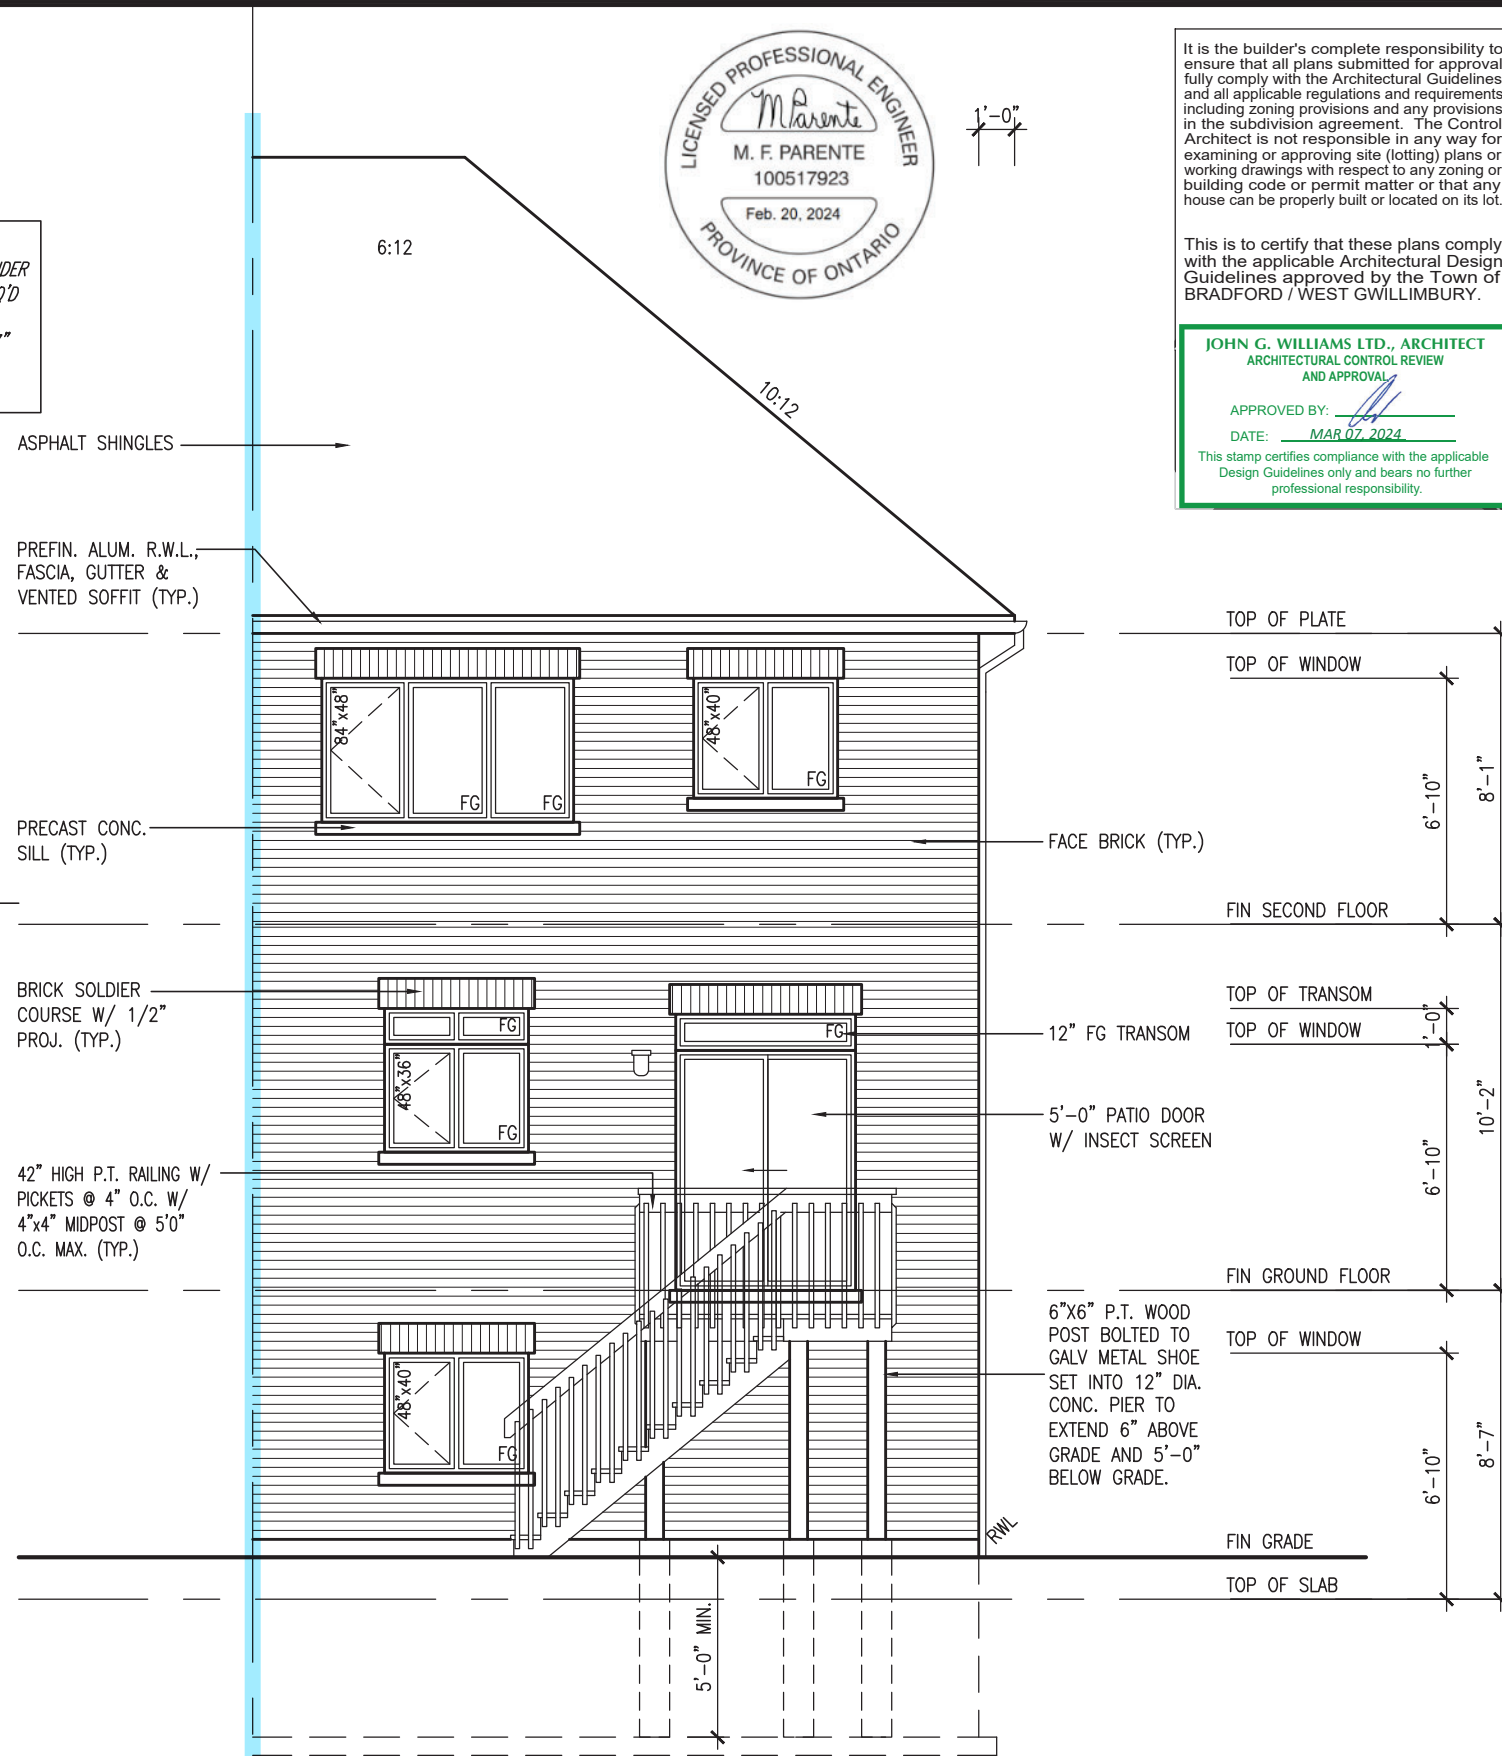 LICENSED PROFESSIONAL ENGINEER
M Parente
M. F. PARENTE
100517923
Feb. 20, 2024
PROVINCE OF ONTARIO
1'-0"
It is the builder's complete responsibility to
ensure that all plans submitted for approval
fully comply with the Architectural Guidelines
and all applicable regulations and requirements
including zoning provisions and any provisions
in the subdivision agreement. The Control
Architect is not responsible in any way for
examining or approving site (lotting) plans or
working drawings with respect to any zoning or
building code or permit matter or that any
house can be properly built or located on its lot.
This is to certify that these plans comply
with the applicable Architectural Design
Guidelines approved by the Town of
BRADFORD / WEST GWILLIMBURY.
JOHN G. WILLIAMS LTD., ARCHITECT
ARCHITECTURAL CONTROL REVIEW
AND APPROVAL
APPROVED BY:
DATE: MAR 07, 2024
This stamp certifies compliance with the applicable
Design Guidelines only and bears no further
professional responsibility.
6:12
10:12
ASPHALT SHINGLES
PREFIN. ALUM. R.W.L.,
FASCIA, GUTTER &
VENTED SOFFIT (TYP.)
TOP OF PLATE
TOP OF WINDOW
84"x48"
FG
FG
48"x40"
FG
6'-10"
8'-1"
PRECAST CONC.
SILL (TYP.)
FACE BRICK (TYP.)
FIN SECOND FLOOR
BRICK SOLDIER
COURSE W/ 1/2"
PROJ. (TYP.)
FG
48"x36"
FG
FG
12" FG TRANSOM
TOP OF TRANSOM
TOP OF WINDOW
1'-0"
5'-0" PATIO DOOR
W/ INSECT SCREEN
6'-10"
10'-2"
42" HIGH P.T. RAILING W/
PICKETS @ 4" O.C. W/
4"x4" MIDPOST @ 5'0"
O.C. MAX. (TYP.)
FIN GROUND FLOOR
6"X6" P.T. WOOD
POST BOLTED TO
GALV METAL SHOE
SET INTO 12" DIA.
CONC. PIER TO
EXTEND 6" ABOVE
GRADE AND 5'-0"
BELOW GRADE.
TOP OF WINDOW
48"x40"
FG
6'-10"
8'-7"
RWL
FIN GRADE
TOP OF SLAB
5'-0" MIN.